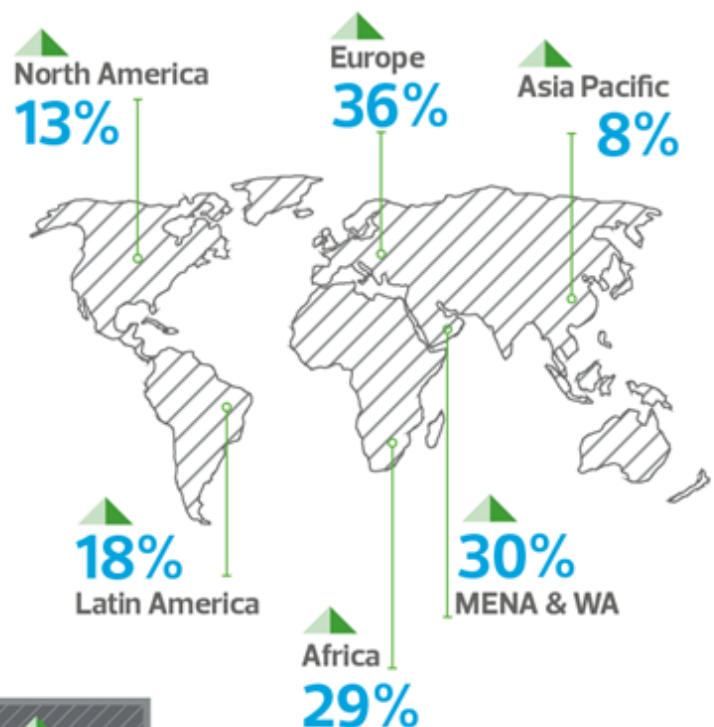 North America
13%
Europe
36%
Asia Pacific
8%
18%
Latin America
30%
MENA & WA
Africa
29%